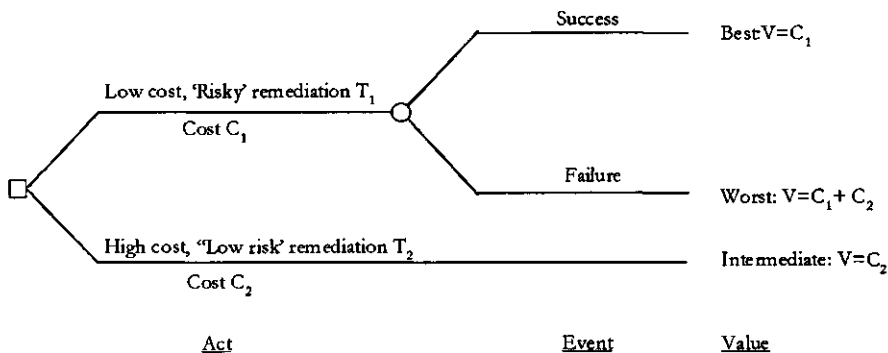 Success
Best:V=C₁
Low cost, ‘Risky’ remediation T₁
Cost C₁
Failure
Worst: V=C₁+ C₂
High cost, “Low risk’ remediation T₂
Cost C₂
Intermediate: V=C₂
Act
Event
Value